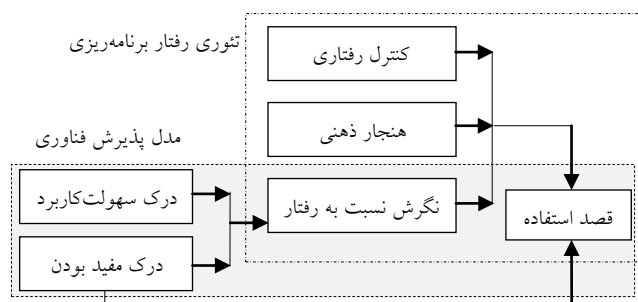 تئوری رفتار برنامه‌ریزی
کنترل رفتاری
هنجار ذهنی
مدل پذیرش فناوری
درک سهولت‌کاربرد
نگرش نسبت به رفتار
قصد استفاده
درک مفید بودن